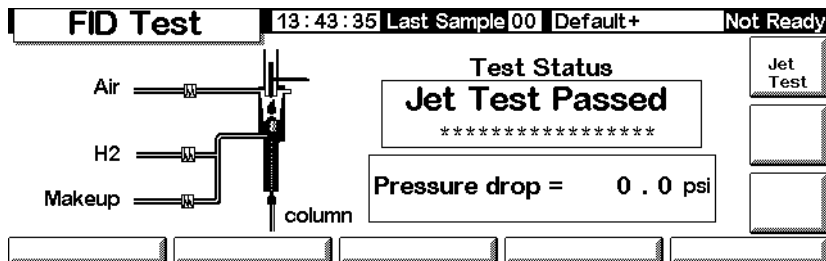 FID Test 13:43:35 Last Sample 00 Default+ Not Ready
Jet
Test
Test Status
Air
Jet Test Passed
*****************
H2
Pressure drop = 0 . 0 psi
Makeup
column